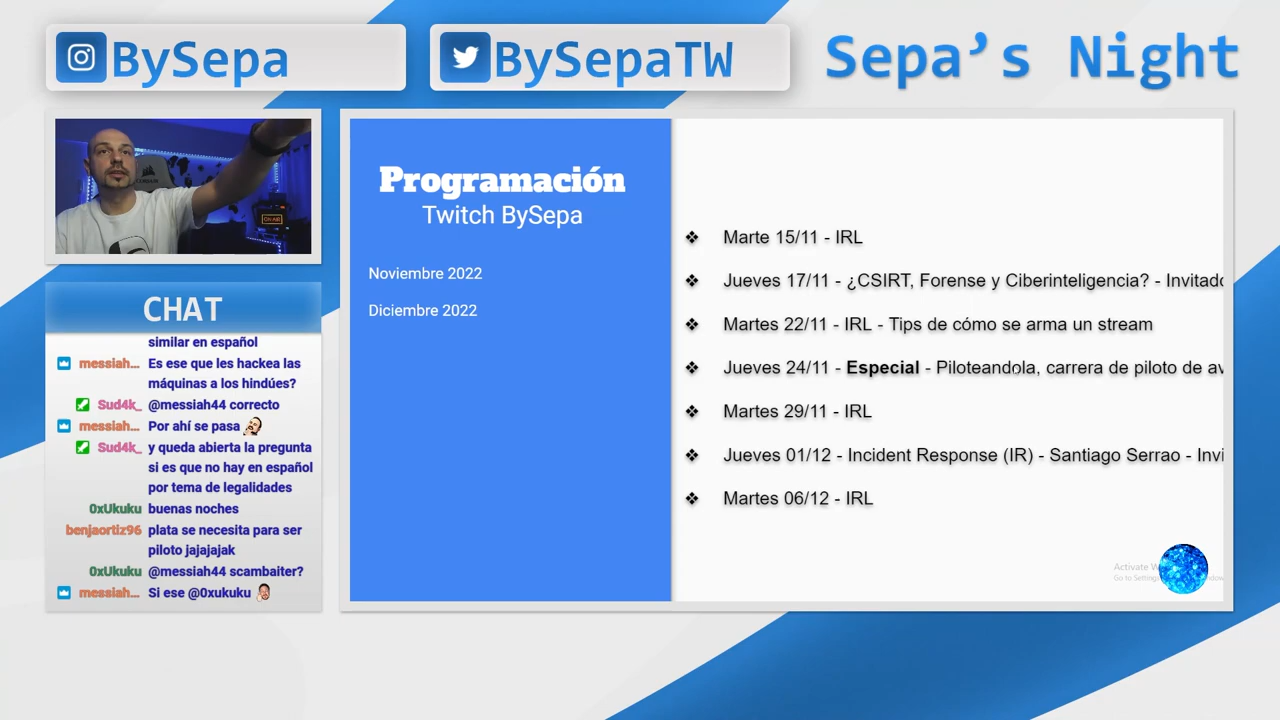 BySepa
BySepaTW
Sepa’s Night
ON AIR
CHAT
similar en español
messiah... Es ese que les hackea las
máquinas a los hindúes?
Sud4k_ @messiah44 correcto
messiah... Por ahí se pasa
Sud4k_ y queda abierta la pregunta
si es que no hay en español
por tema de legalidades
0xUkuku buenas noches
benjaortiz96 plata se necesita para ser
piloto jajajajak
0xUkuku @messiah44 scambaiter?
messiah... Si ese @0xukuku
Programación
Twitch BySepa
Noviembre 2022
Diciembre 2022
❖ Marte 15/11 - IRL
❖ Jueves 17/11 - ¿CSIRT, Forense y Ciberinteligencia? - Invitado
❖ Martes 22/11 - IRL - Tips de cómo se arma un stream
❖ Jueves 24/11 - Especial - Piloteandola, carrera de piloto de av
❖ Martes 29/11 - IRL
❖ Jueves 01/12 - Incident Response (IR) - Santiago Serrao - Invi
❖ Martes 06/12 - IRL
Activate W
Go to Setting